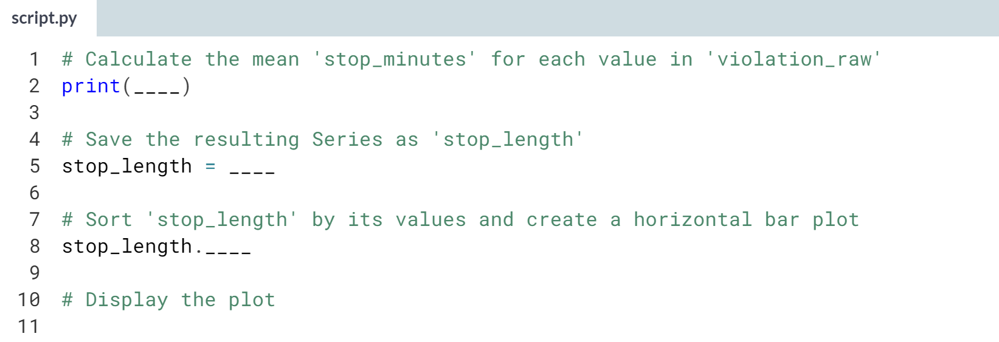 script.py
1 # Calculate the mean 'stop_minutes' for each value in 'violation_raw'
2 print(____)
3
4 # Save the resulting Series as 'stop_length'
5 stop_length = ____
6
7 # Sort 'stop_length' by its values and create a horizontal bar plot
8 stop_length.____
9
10 # Display the plot
11